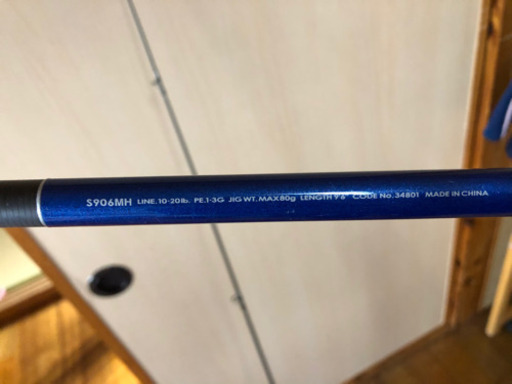 S906MH LINE.10-20lb. PE.1-3G JIG WT. MAX80g LENGTH 9'6" CODE No.34801 MADE IN CHINA